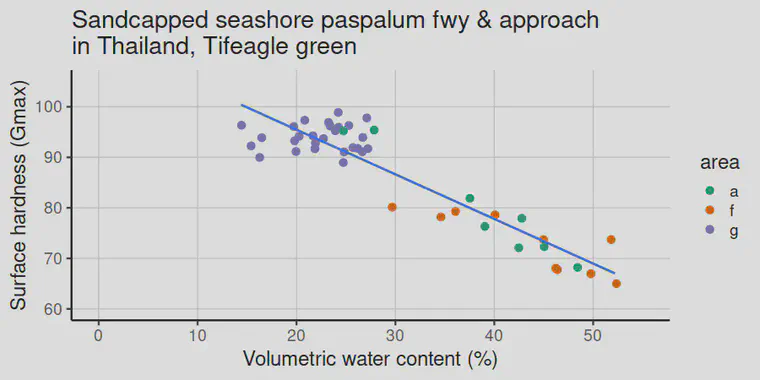 Sandcapped seashore paspalum fwy & approach
in Thailand, Tifeagle green
Surface hardness (Gmax)
100
90
80
70
60
0 10 20 30 40 50
Volumetric water content (%)
area
a
f
g